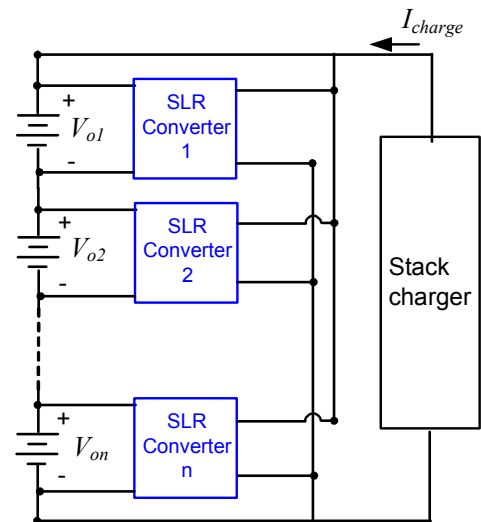 I_charge
+
V_o1
-
SLR
Converter
1
+
V_o2
-
SLR
Converter
2
Stack
charger
+
V_on
-
SLR
Converter
n